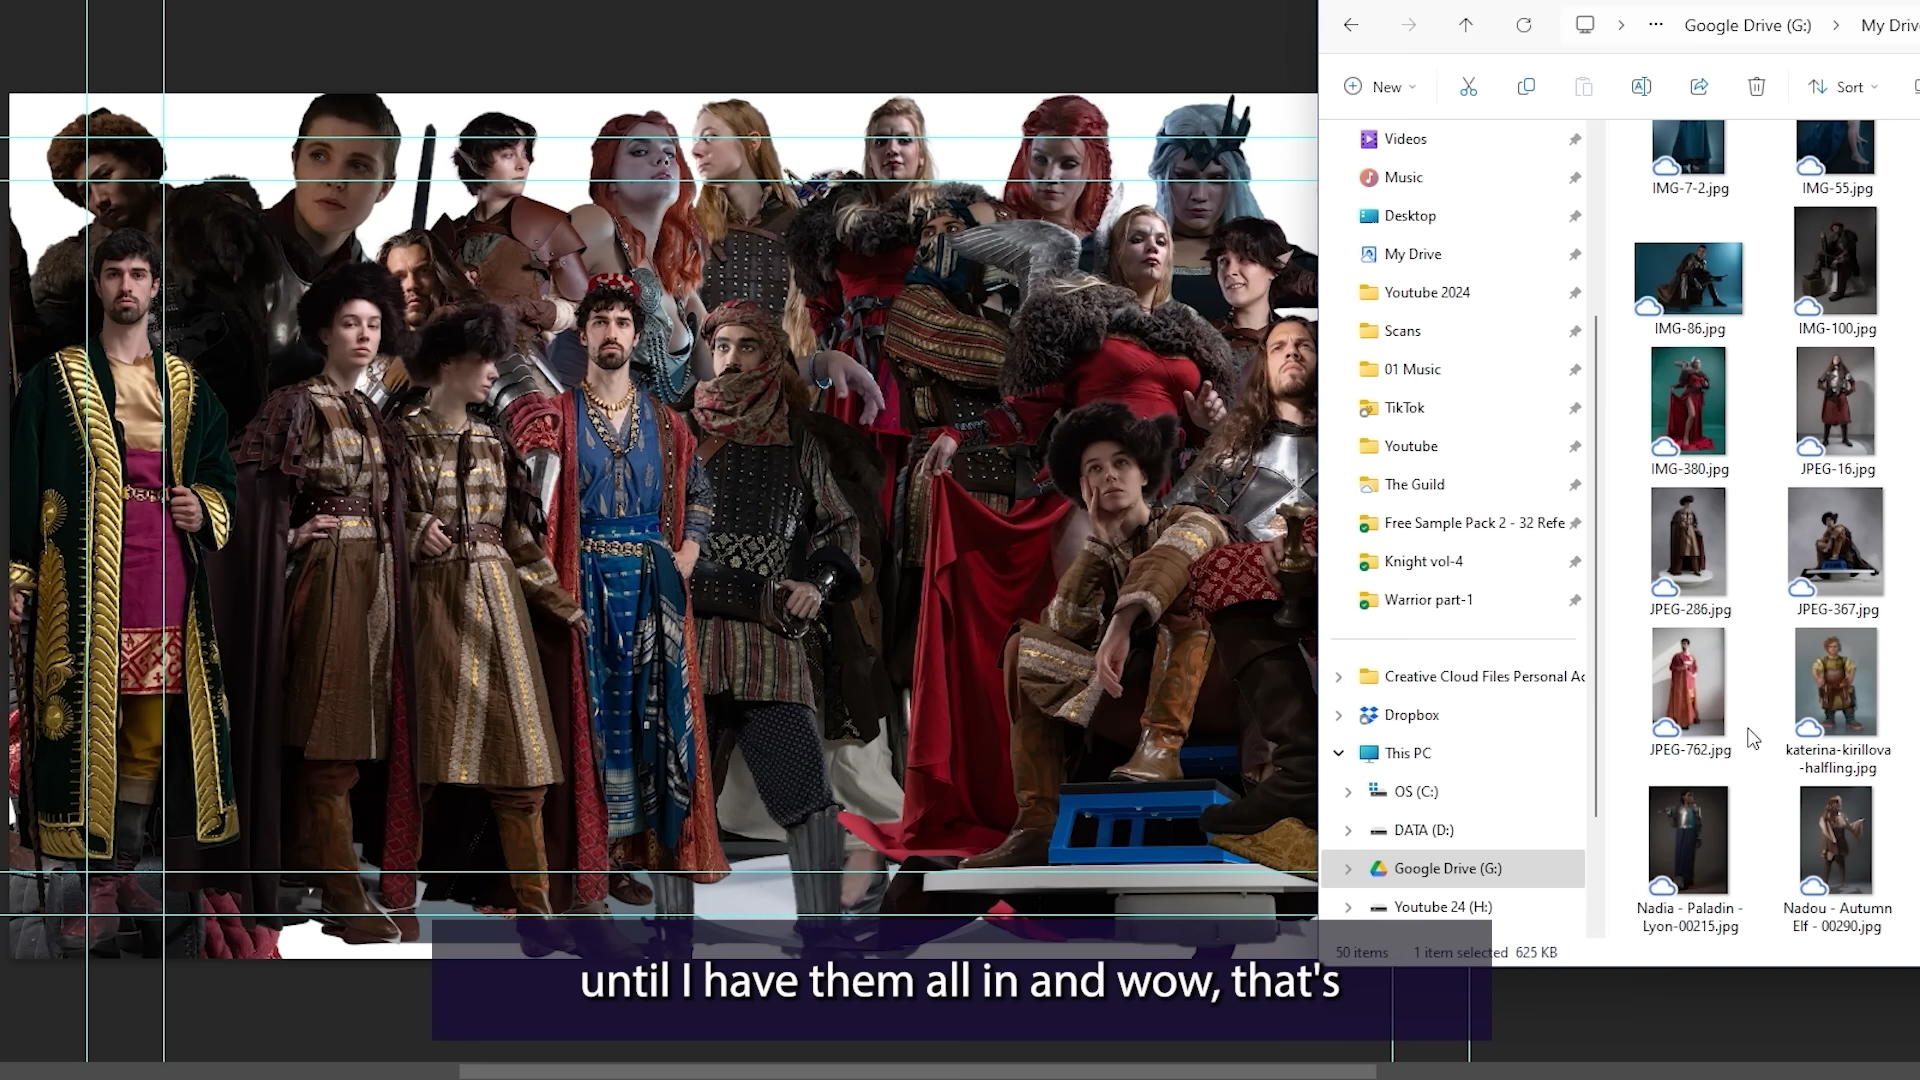 Google Drive (G:)
My Driv
New
Sort
Videos
Music
Desktop
My Drive
Youtube 2024
Scans
01 Music
TikTok
Youtube
The Guild
Free Sample Pack 2 - 32 Refe
Knight vol-4
Warrior part-1
Creative Cloud Files Personal Ac
Dropbox
This PC
OS (C:)
DATA (D:)
Google Drive (G:)
Youtube 24 (H:)
IMG-7-2.jpg
IMG-55.jpg
IMG-86.jpg
IMG-100.jpg
IMG-380.jpg
JPEG-16.jpg
JPEG-286.jpg
JPEG-367.jpg
JPEG-762.jpg
katerina-kirillova
-halfling.jpg
Nadia - Paladin -
Lyon-00215.jpg
Nadou - Autumn
Elf - 00290.jpg
50 items
1 item selected 625 KB
until I have them all in and wow, that's